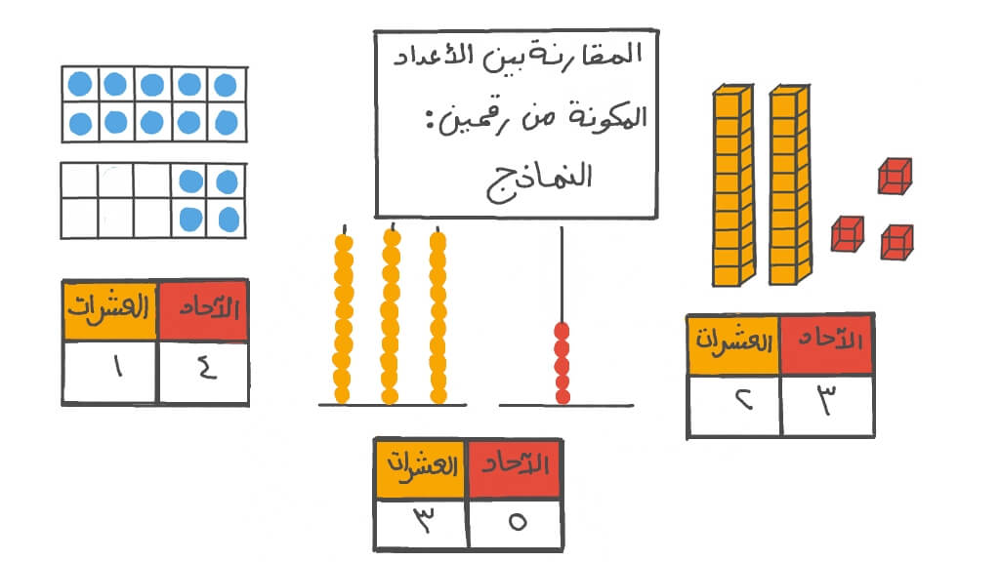 المقارنة بين الأعداد
المكونة من رقمين:
النماذج
الآحاد العشرات
٤ ١
الآحاد العشرات
٣ ٢
الآحاد العشرات
٥ ٣